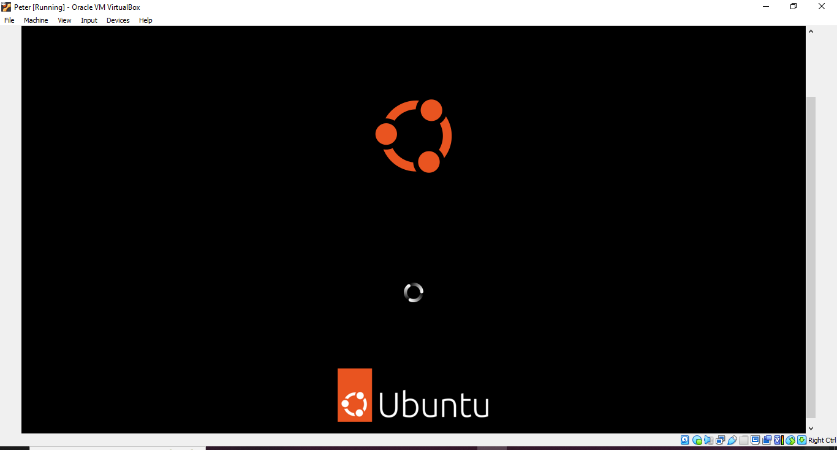 Peter [Running] - Oracle VM VirtualBox
File Machine View Input Devices Help
Ubuntu
Right Ctrl